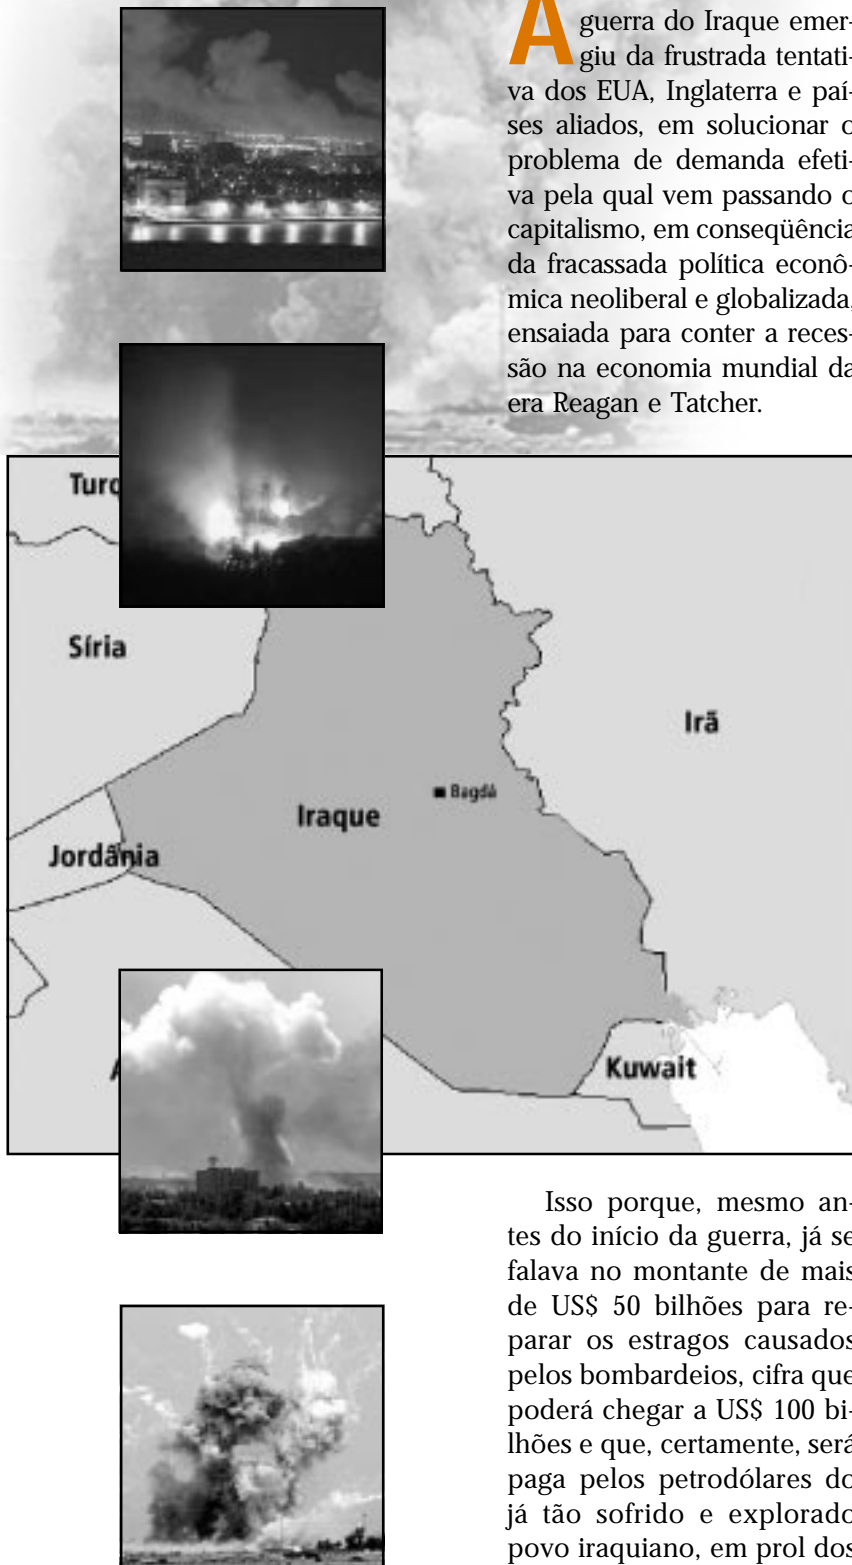 A guerra do Iraque emer-
giu da frustrada tentati-
va dos EUA, Inglaterra e paí-
ses aliados, em solucionar o
problema de demanda efeti-
va pela qual vem passando o
capitalismo, em conseqüência
da fracassada política econô-
mica neoliberal e globalizada,
ensaiada para conter a reces-
são na economia mundial da
era Reagan e Tatcher.
Síria
Irã
Bagdá
Iraque
Jordânia
Kuwait
Isso porque, mesmo an-
tes do início da guerra, já se
falava no montante de mais
de US$ 50 bilhões para re-
parar os estragos causados
pelos bombardeios, cifra que
poderá chegar a US$ 100 bi-
lhões e que, certamente, será
paga pelos petrodólares do
já tão sofrido e explorado
povo iraquiano, em prol dos